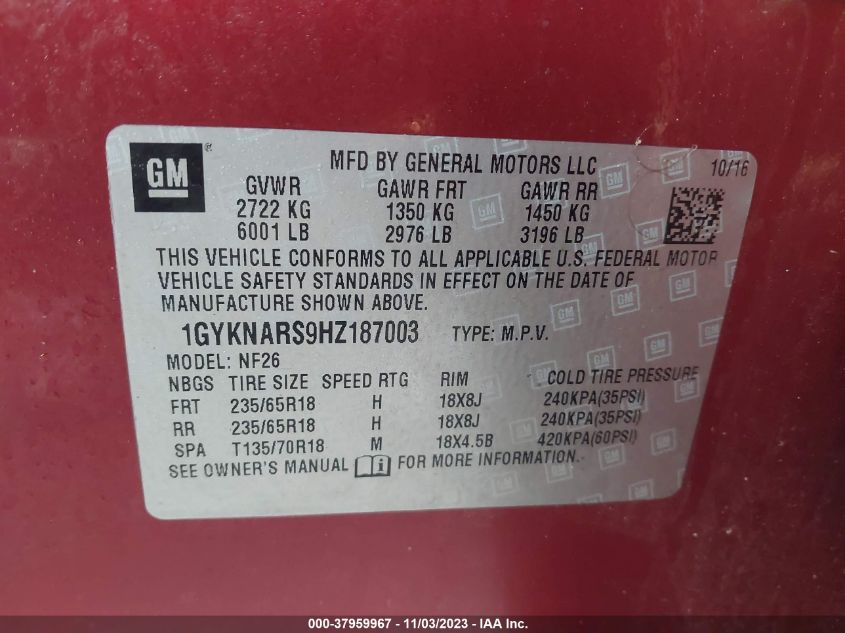 GM ®
MFD BY GENERAL MOTORS LLC 10/16
GVWR GAWR FRT GAWR RR
2722 KG 1350 KG 1450 KG
6001 LB 2976 LB 3196 LB
THIS VEHICLE CONFORMS TO ALL APPLICABLE U.S. FEDERAL MOTOR
VEHICLE SAFETY STANDARDS IN EFFECT ON THE DATE OF
MANUFACTURE SHOWN ABOVE.
1GYKNARS9HZ187003 TYPE: M.P.V.
MODEL: NF26
NBGS TIRE SIZE SPEED RTG RIM COLD TIRE PRESSURE
FRT 235/65R18 H 18X8J 240KPA(35PSI)
RR 235/65R18 H 18X8J 240KPA(35PSI)
SPA T135/70R18 M 18X4.5B 420KPA(60PSI)
SEE OWNER'S MANUAL FOR MORE INFORMATION.
000-37959967 - 11/03/2023 - IAA Inc.